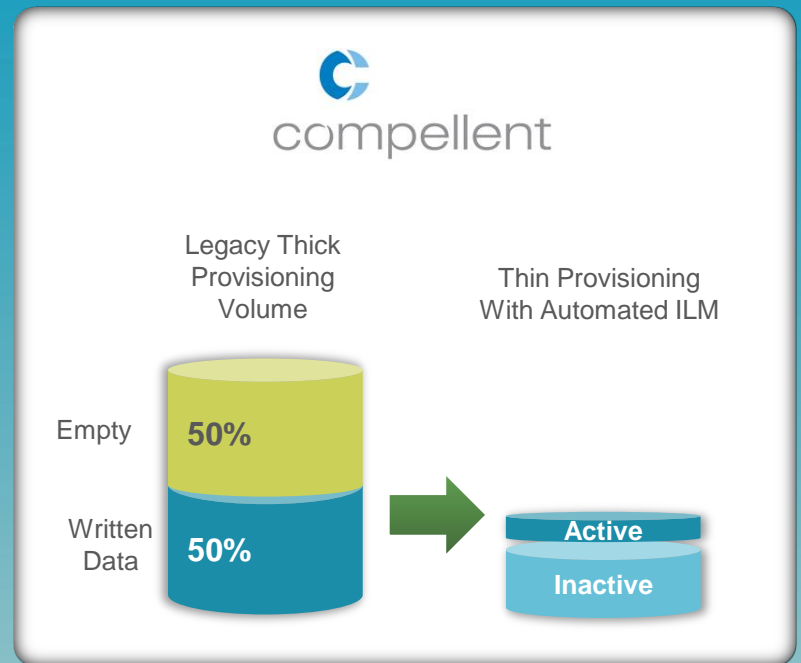 compellent
Legacy Thick
Provisioning
Volume
Thin Provisioning
With Automated ILM
Empty
50%
Written
Data
50%
Active
Inactive